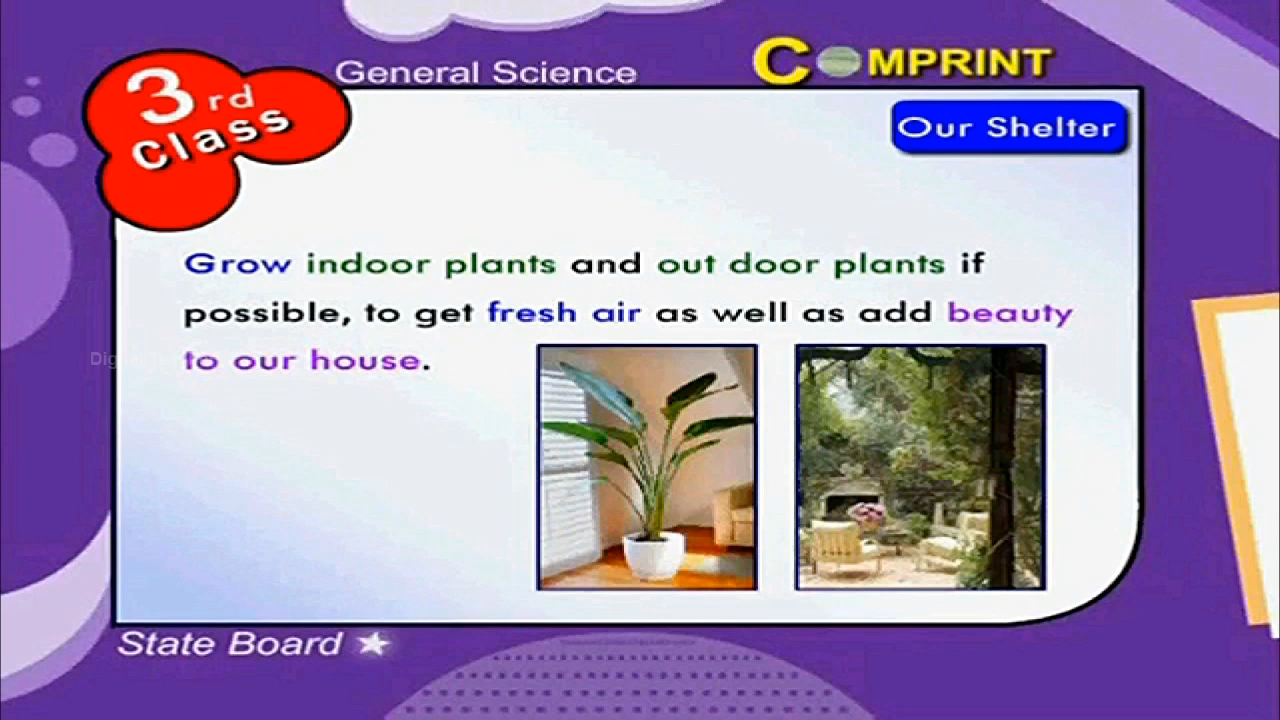 General Science
COMPRINT
3rd
Class
Our Shelter
Grow indoor plants and out door plants if
possible, to get fresh air as well as add beauty
to our house.
State Board